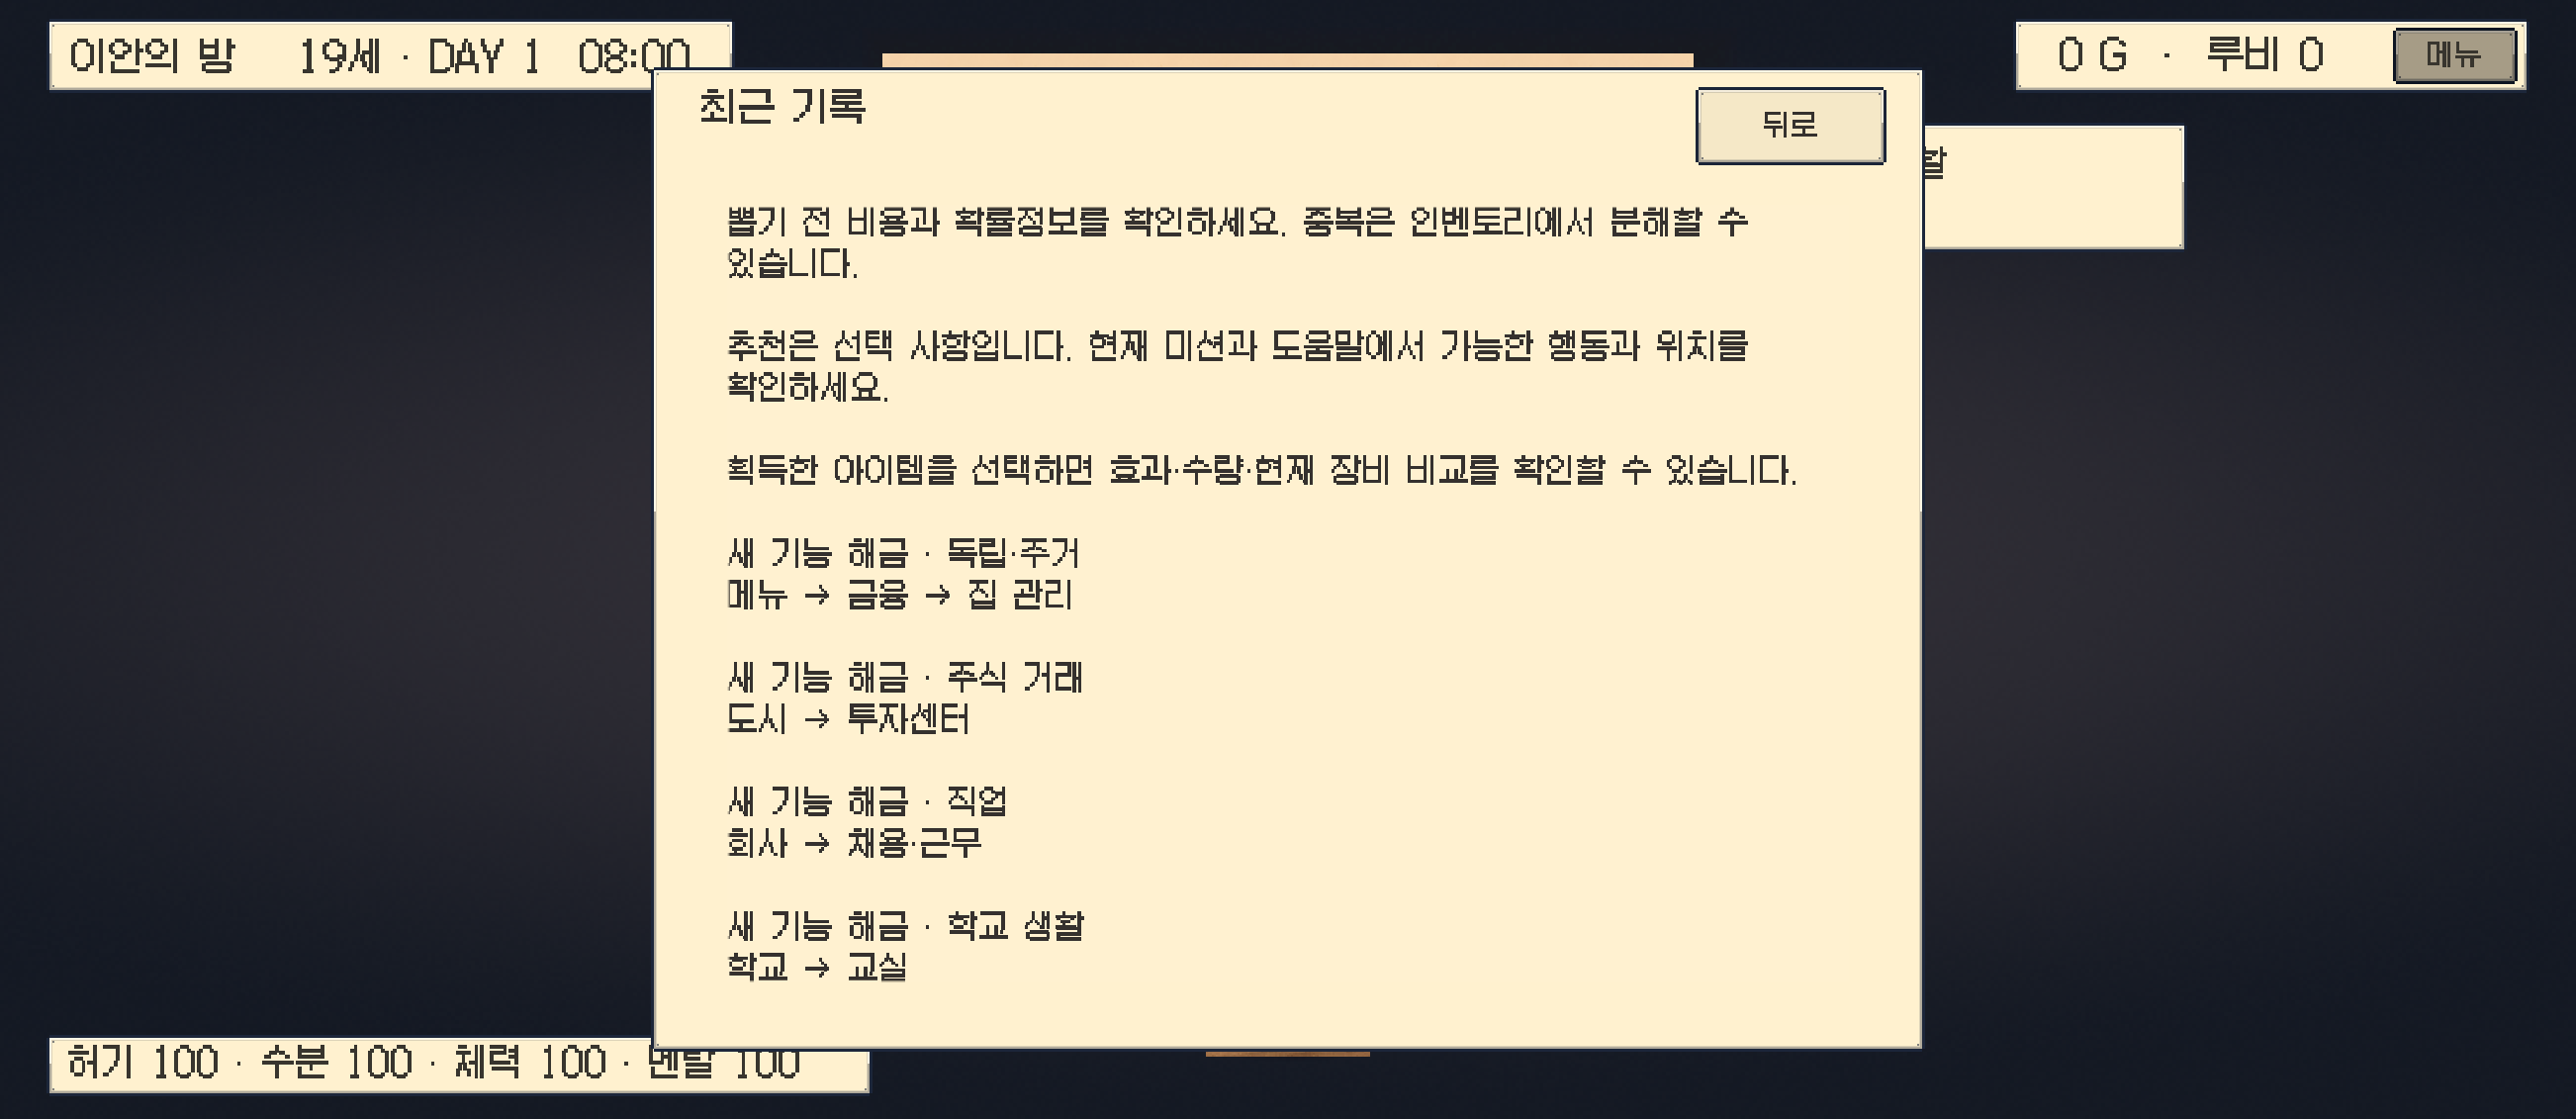 이안의 방 19세 · DAY 1 08:00
0 G · 루비 0
메뉴
최근 기록
뒤로
뽑기 전 비용과 확률정보를 확인하세요. 중복은 인벤토리에서 분해할 수
있습니다.
추천은 선택 사항입니다. 현재 미션과 도움말에서 가능한 행동과 위치를
확인하세요.
획득한 아이템을 선택하면 효과·수량·현재 장비 비교를 확인할 수 있습니다.
새 기능 해금 · 독립·주거
메뉴 → 금융 → 집 관리
새 기능 해금 · 주식 거래
도시 → 투자센터
새 기능 해금 · 직업
회사 → 채용·근무
새 기능 해금 · 학교 생활
학교 → 교실
허기 100 · 수분 100 · 체력 100 · 멘탈 100